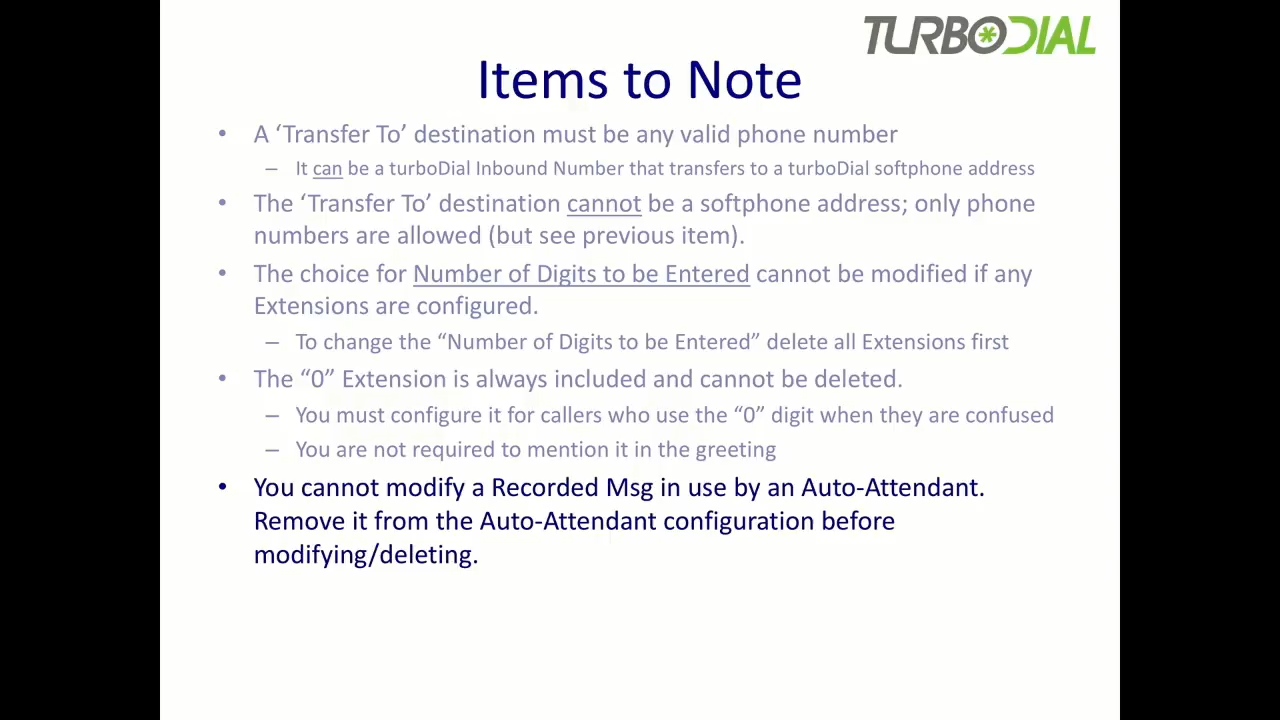 TURBODIAL
Items to Note
• A ‘Transfer To’ destination must be any valid phone number
– It can be a turboDial Inbound Number that transfers to a turboDial softphone address
• The ‘Transfer To’ destination cannot be a softphone address; only phone
numbers are allowed (but see previous item).
• The choice for Number of Digits to be Entered cannot be modified if any
Extensions are configured.
– To change the “Number of Digits to be Entered” delete all Extensions first
• The “0” Extension is always included and cannot be deleted.
– You must configure it for callers who use the “0” digit when they are confused
– You are not required to mention it in the greeting
• You cannot modify a Recorded Msg in use by an Auto-Attendant.
Remove it from the Auto-Attendant configuration before
modifying/deleting.